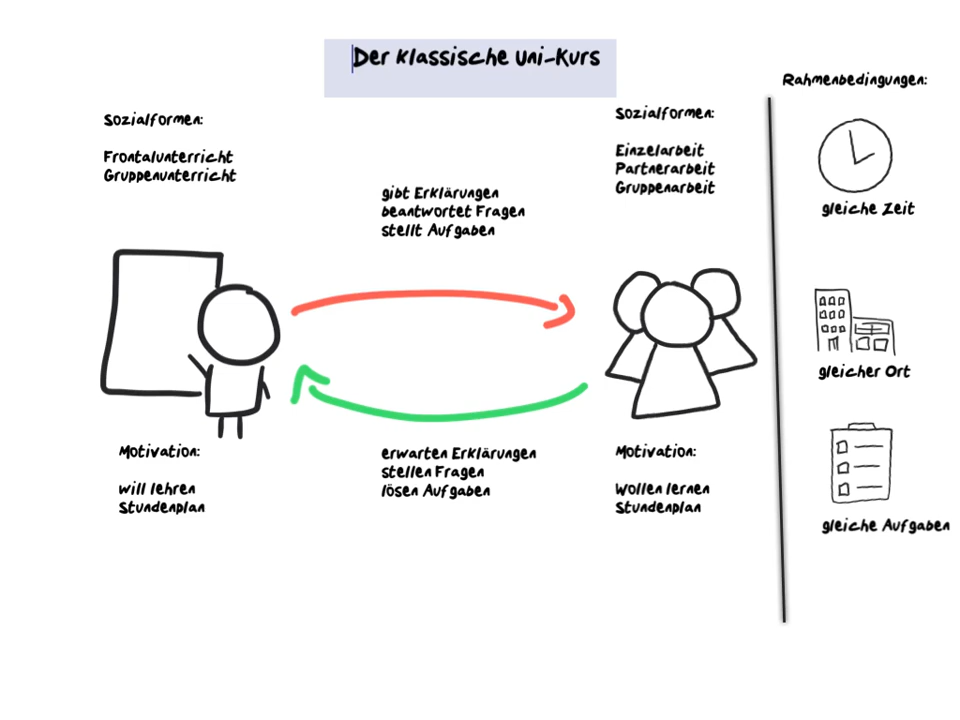 Der Klassische Uni-Kurs
Sozialformen:
Frontalunterricht
Gruppenunterricht
gibt Erklärungen
beantwortet Fragen
stellt Aufgaben
Sozialformen:
Einzelarbeit
Partnerarbeit
Gruppenarbeit
Motivation:
will lehren
Stundenplan
erwarten Erklärungen
stellen Fragen
lösen Aufgaben
Motivation:
Wollen lernen
Stundenplan
Rahmenbedingungen:
gleiche Zeit
gleicher Ort
gleiche Aufgaben